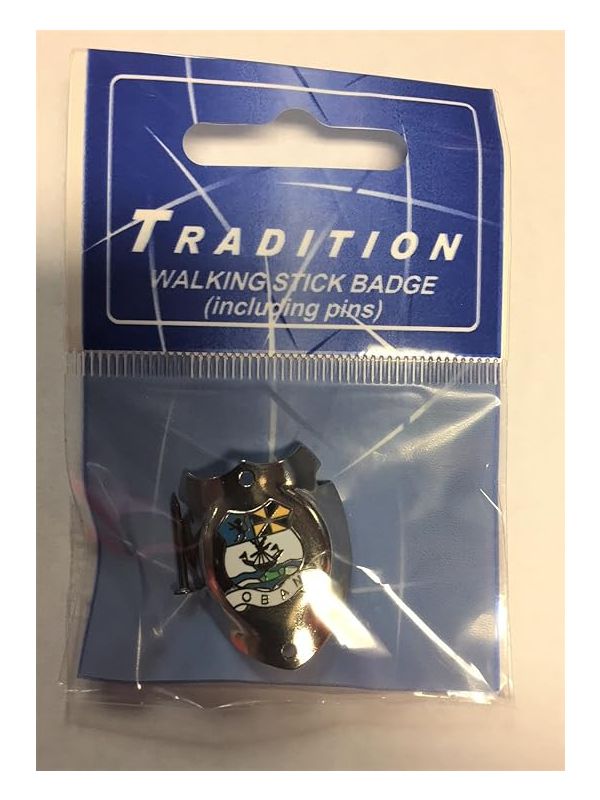 TRADITION
WALKING STICK BADGE
(including pins)
OBAN